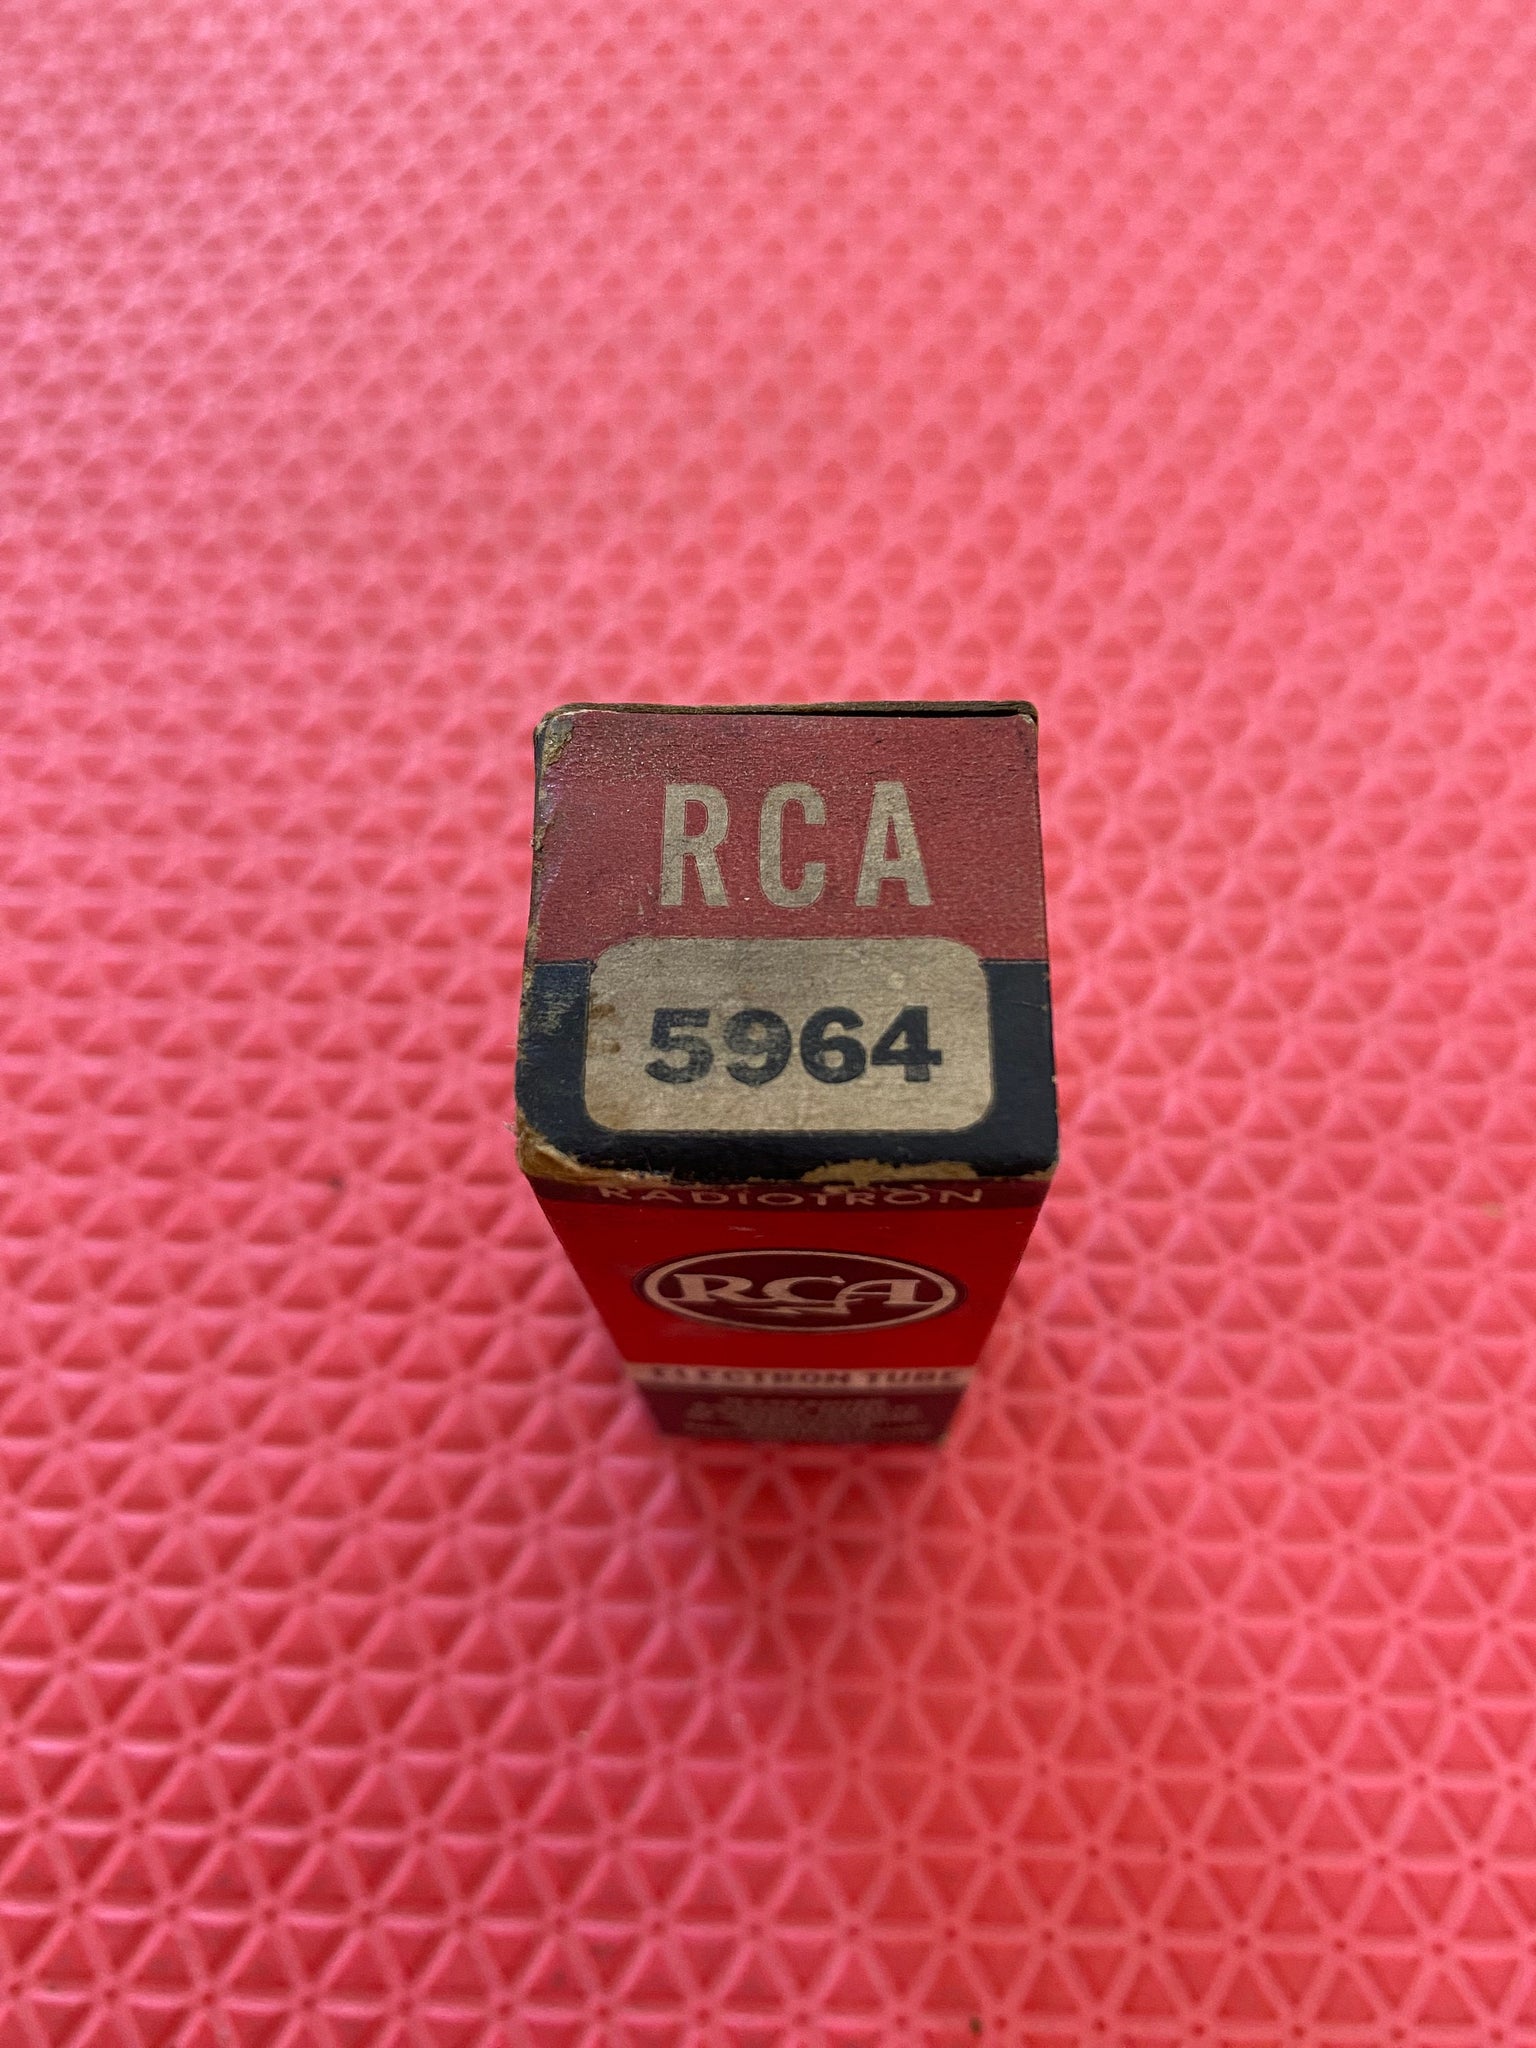 RCA
5964
RADIOTRON
RCA
ELECTRON TUBE